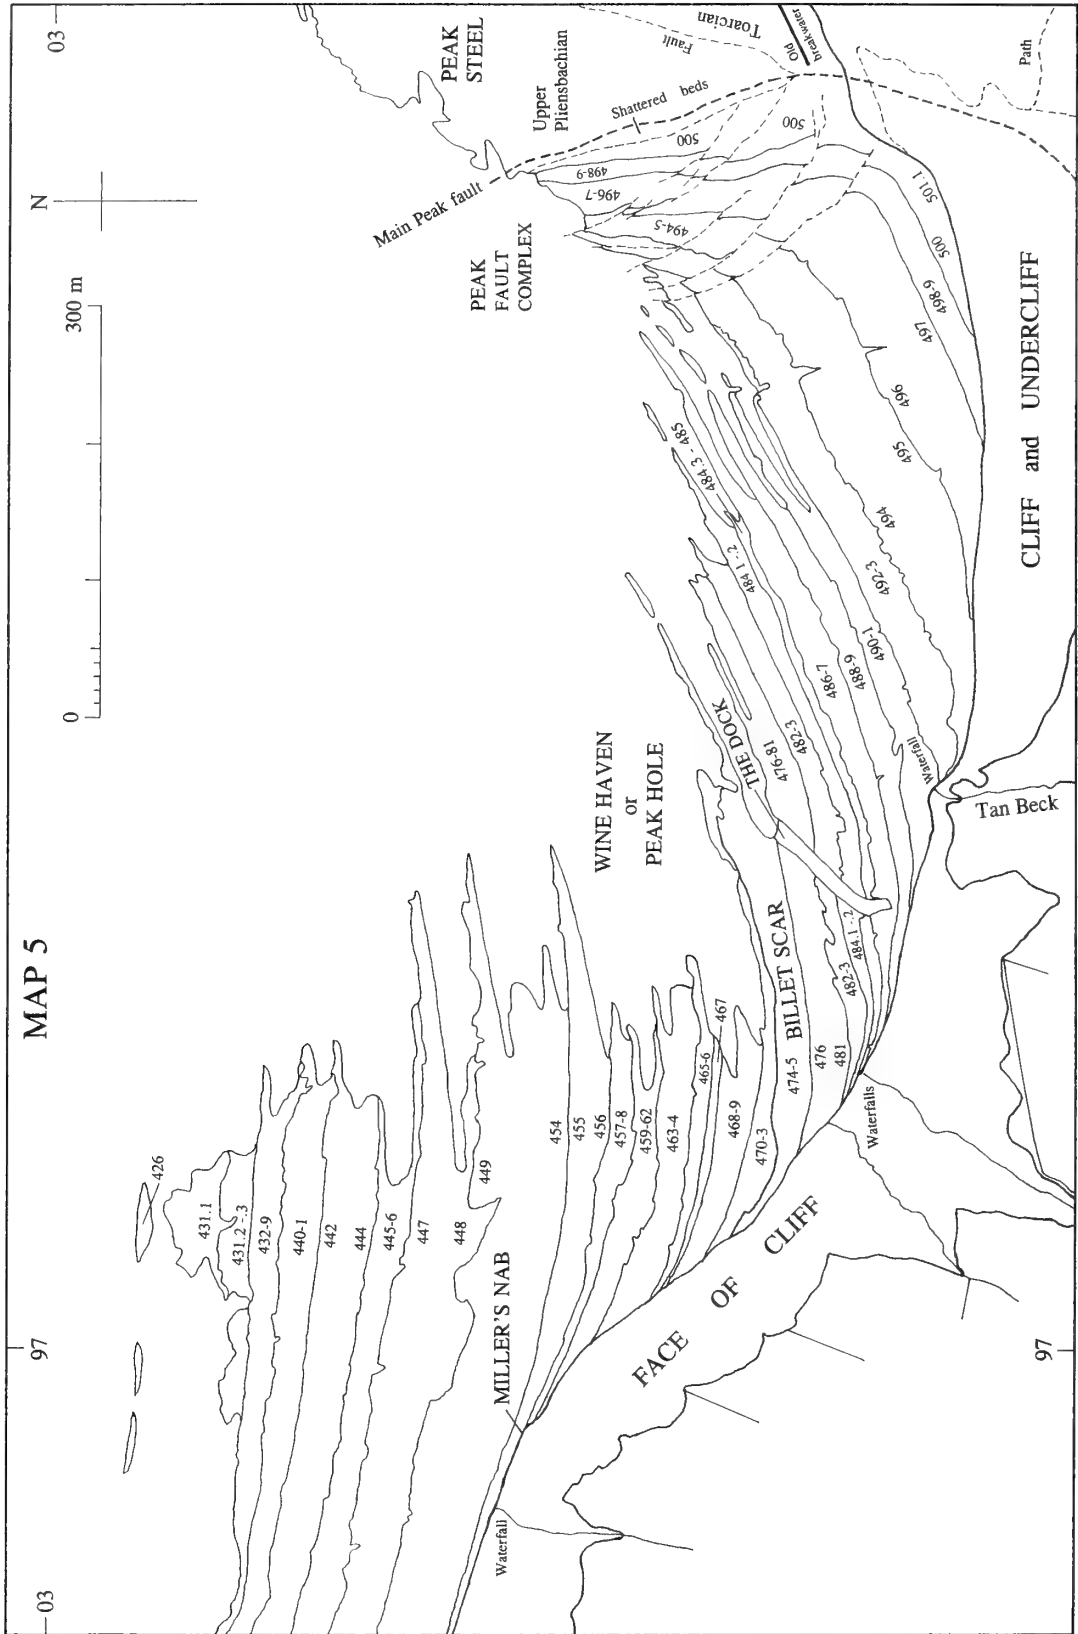 MAP 5
03
97
03
97
N
0
300 m
PEAK
STEEL
Upper
Pliensbachian
Shattered beds
Main Peak fault
PEAK
FAULT
COMPLEX
Fault
Toarcian
Old
breakwater
Path
500
500
498-9
496-7
494-5
501.1
500
498-9
497
496
495
494
492-3
490-1
488-9
486-7
484.3 - 485
484.1 -.2
482-3
476-81
THE DOCK
WINE HAVEN
or
PEAK HOLE
CLIFF and UNDERCLIFF
Waterfall
Tan Beck
BILLET SCAR
484.1 -.2
482-3
481
476
474-5
470-3
468-9
467
465-6
463-4
459-62
457-8
456
455
454
449
448
447
445-6
444
442
440-1
432-9
431.2 -.3
431.1
426
Waterfalls
FACE OF CLIFF
MILLER'S NAB
Waterfall